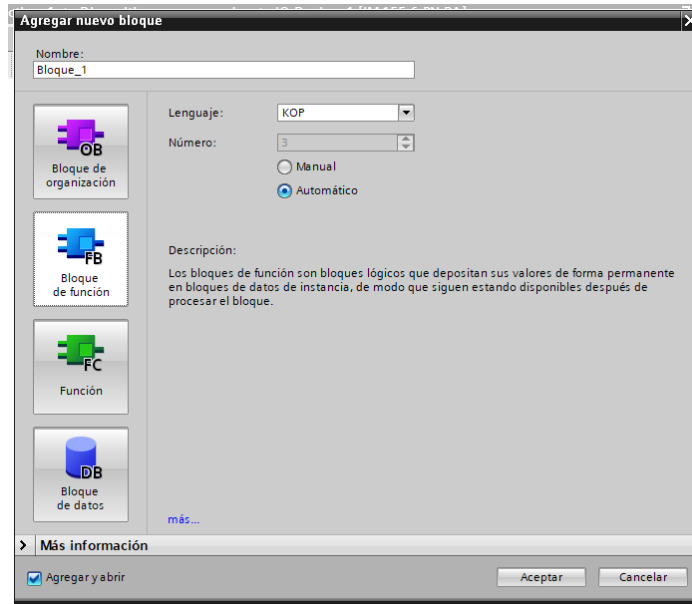 Agregar nuevo bloque
Nombre:
Bloque_1
OB
Bloque de
organización
FB
Bloque
de función
FC
Función
DB
Bloque
de datos
Lenguaje:
KOP
Número:
3
Manual
Automático
Descripción:
Los bloques de función son bloques lógicos que depositan sus valores de forma permanente
en bloques de datos de instancia, de modo que siguen estando disponibles después de
procesar el bloque.
más...
Más información
Agregar y abrir
Aceptar
Cancelar